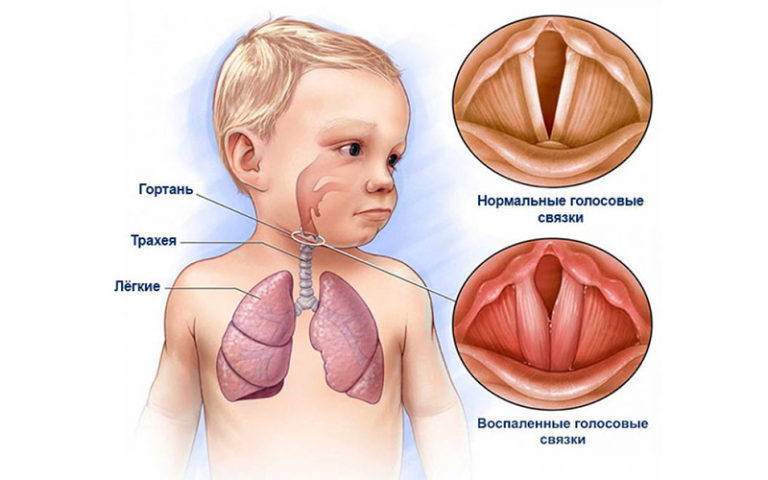 Гортань
Трахея
Лёгкие
Нормальные голосовые
связки
Воспаленные голосовые
связки